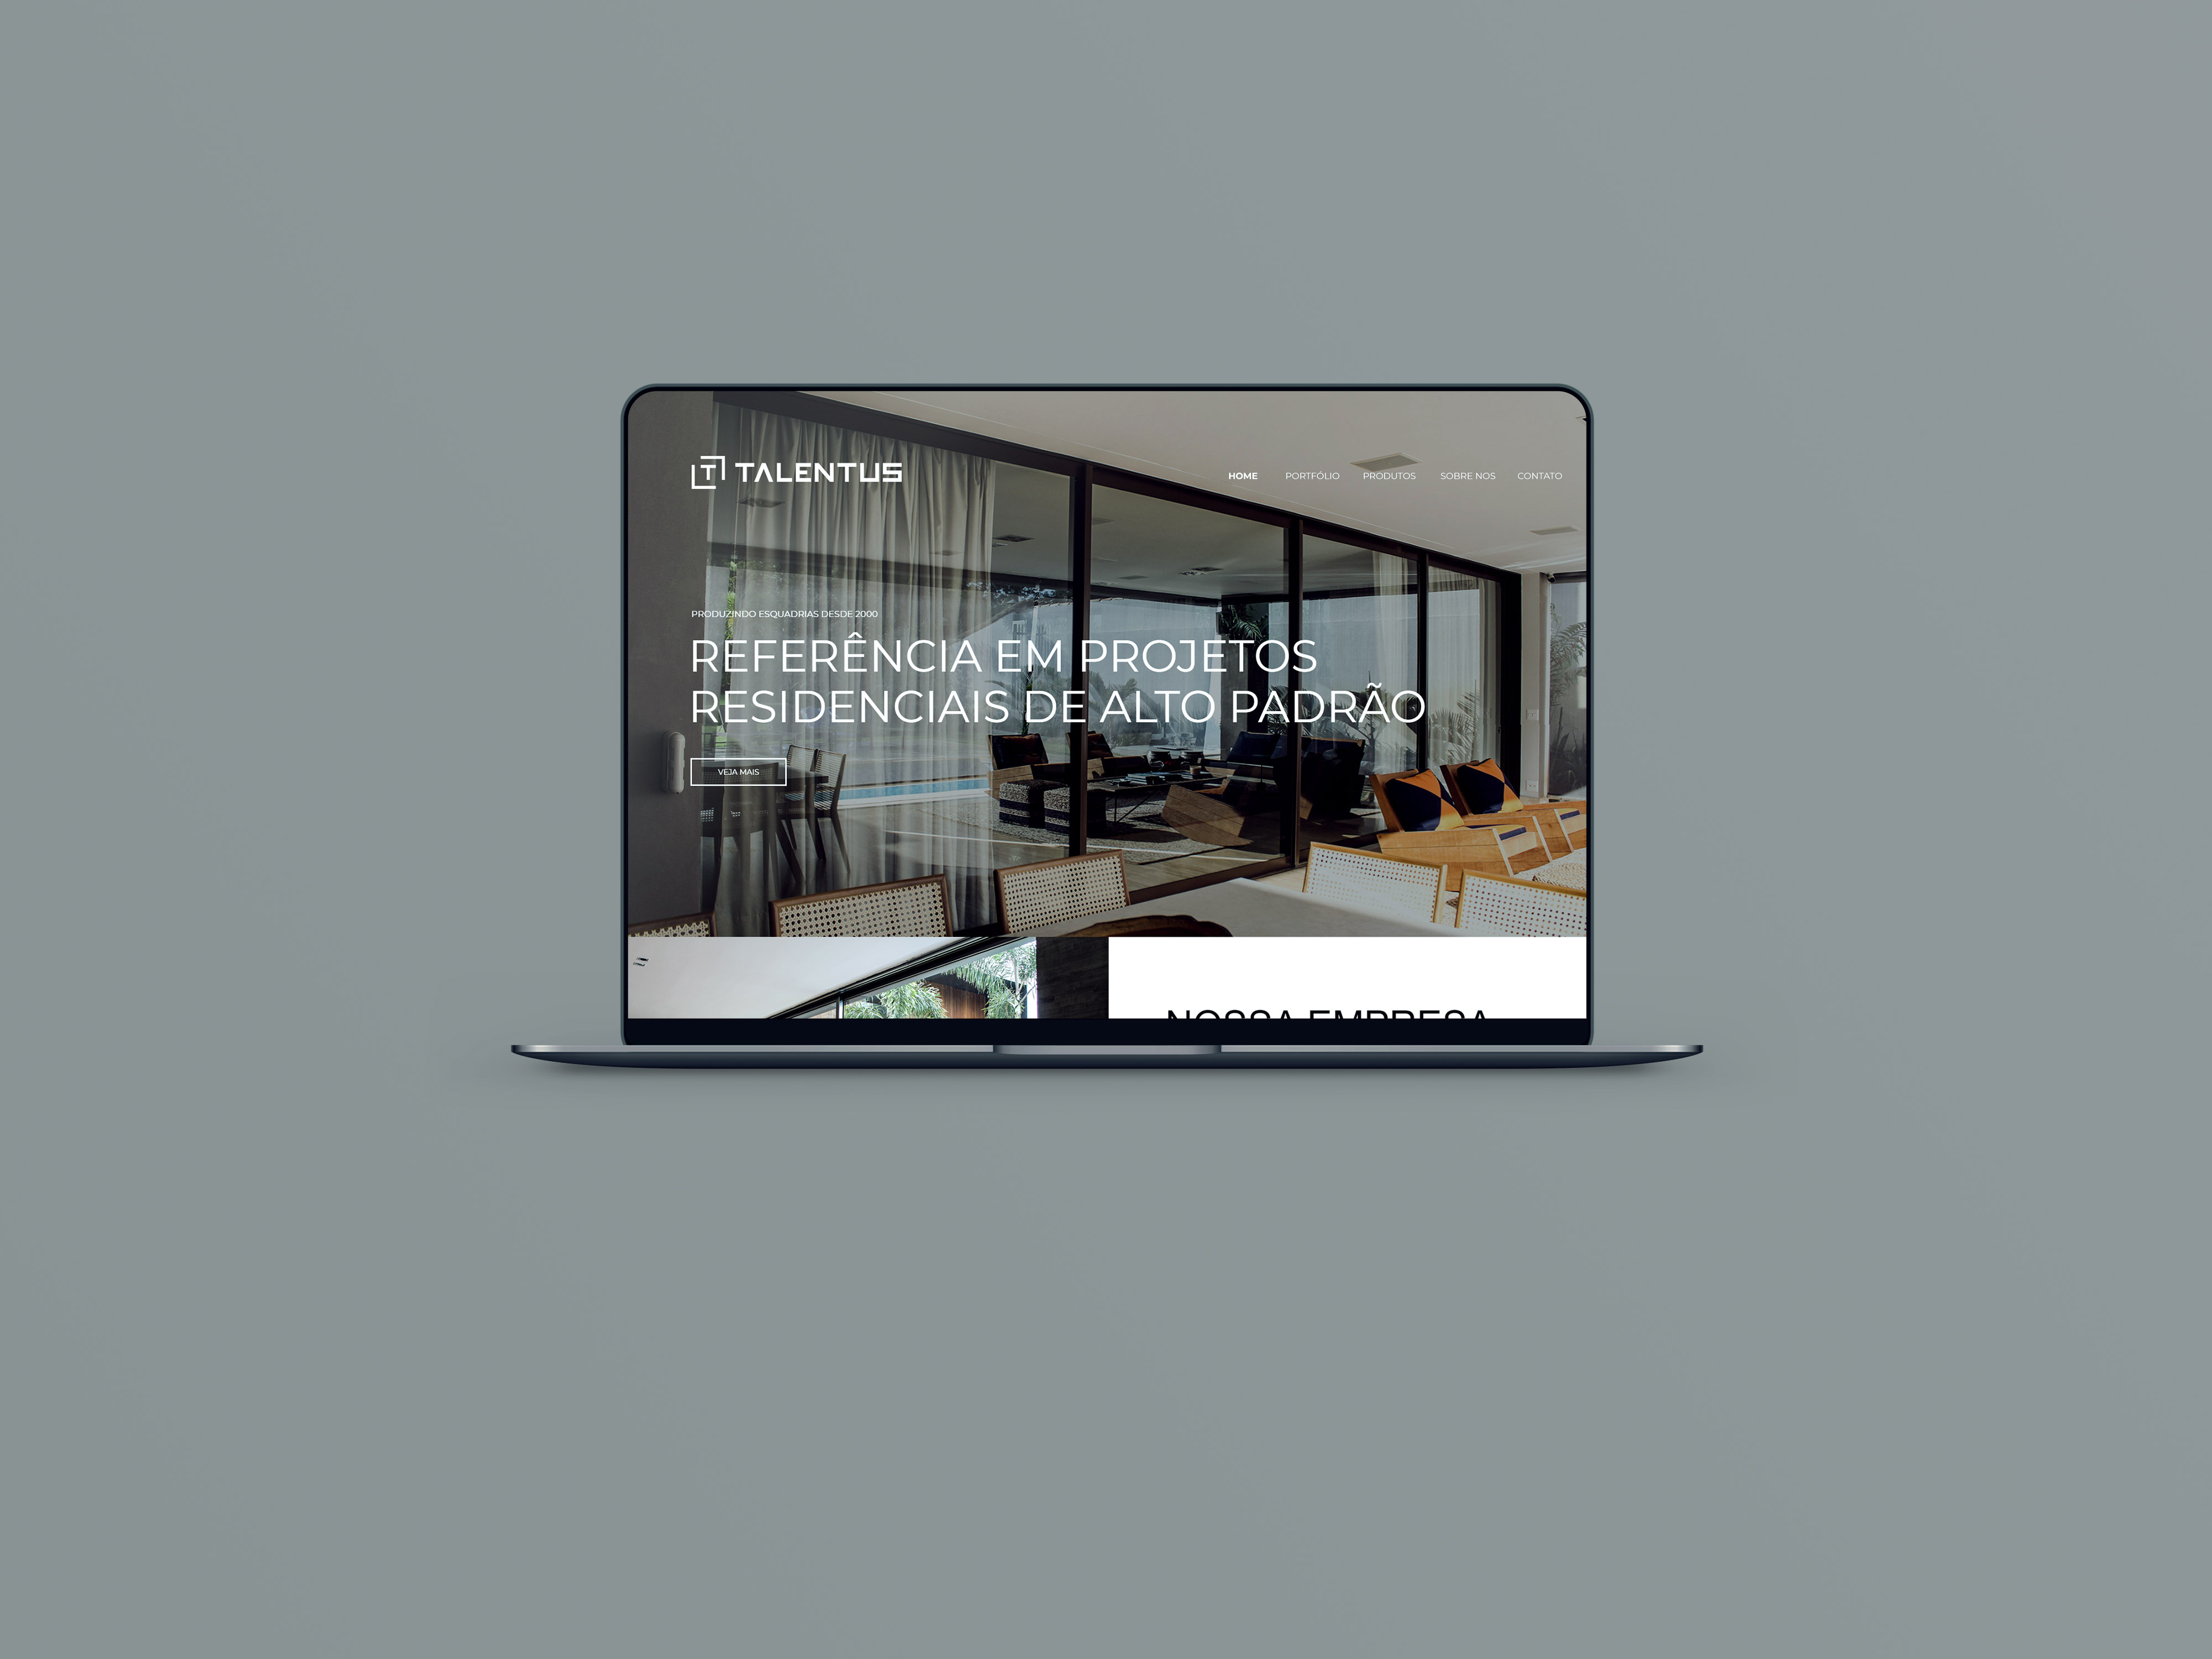 TALENTUS
HOME PORTFÓLIO PRODUTOS SOBRE NOS CONTATO
PRODUZINDO ESQUADRIAS DESDE 2000
REFERÊNCIA EM PROJETOS
RESIDENCIAIS DE ALTO PADRÃO
VEJA MAIS
NOSSA EMPRESA